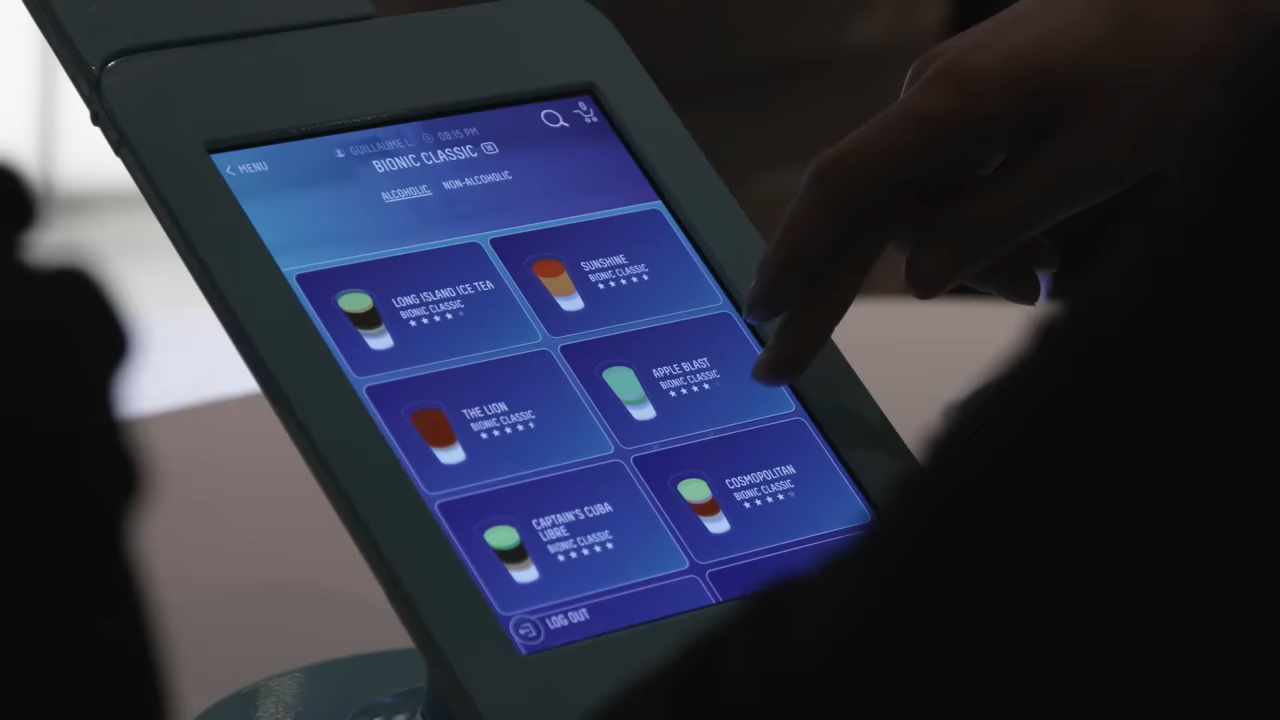 GUILLAUME L. 08:15 PM
0
MENU
BIONIC CLASSIC
ALCOHOLIC NON-ALCOHOLIC
LONG ISLAND ICE TEA
BIONIC CLASSIC
SUNSHINE
BIONIC CLASSIC
THE LION
BIONIC CLASSIC
APPLE BLAST
BIONIC CLASSIC
CAPTAIN'S CUBA
LIBRE
BIONIC CLASSIC
COSMOPOLITAN
BIONIC CLASSIC
LOG OUT